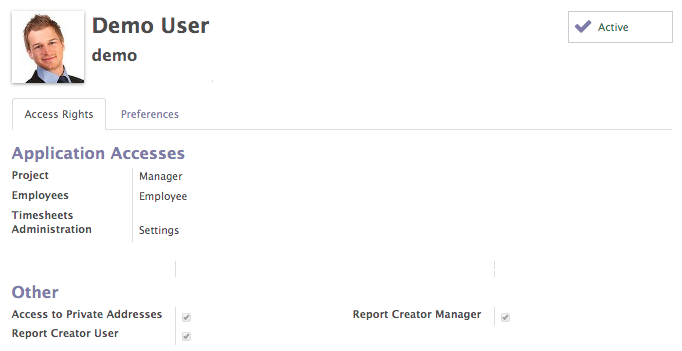 Demo User
demo
Active
Access Rights Preferences
Application Accesses
Project Manager
Employees Employee
Timesheets
Administration Settings
Other
Access to Private Addresses Report Creator Manager
Report Creator User